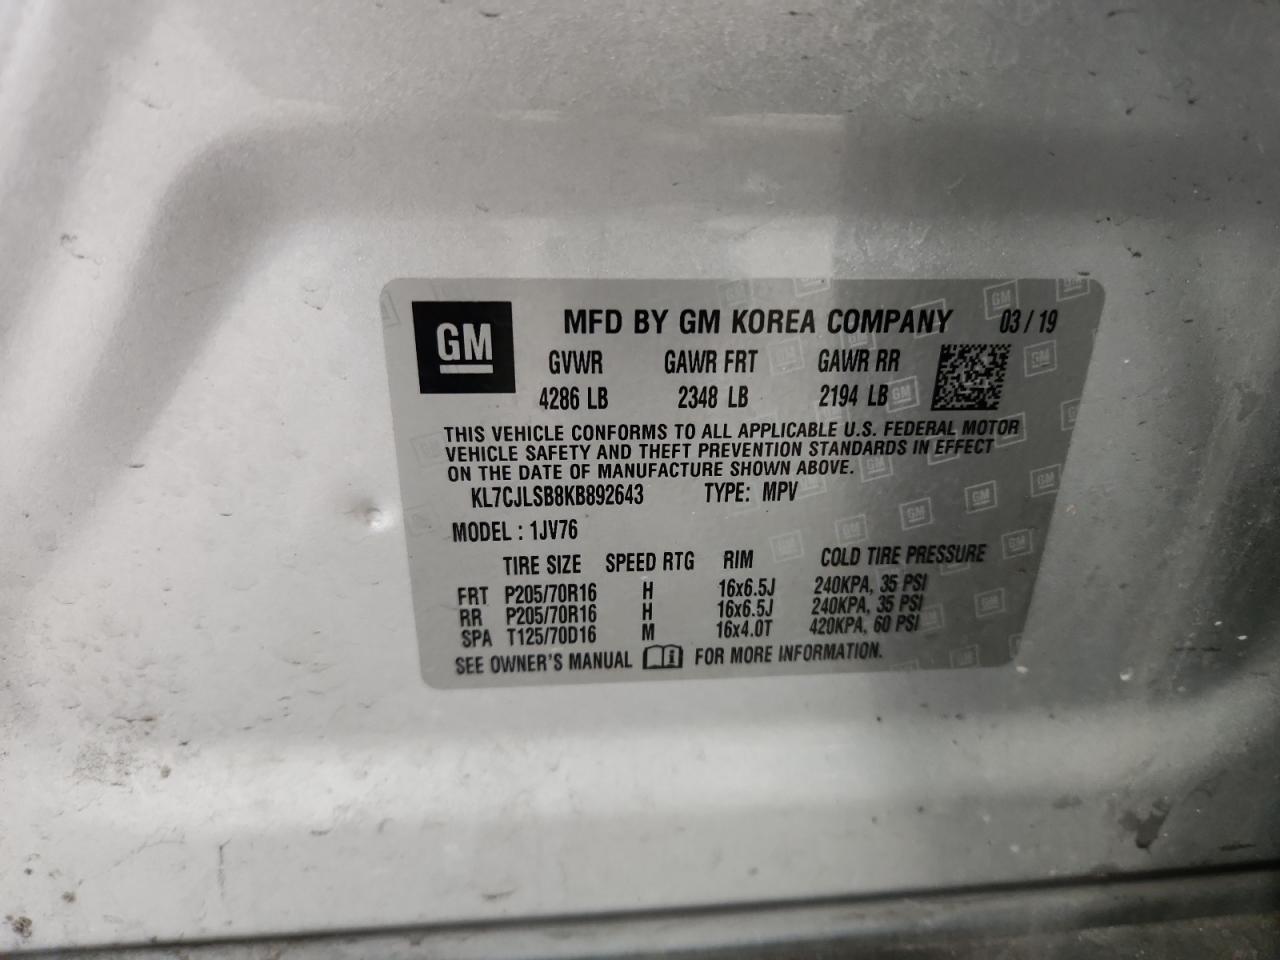 GM MFD BY GM KOREA COMPANY 03/19
GVWR GAWR FRT GAWR RR
4286 LB 2348 LB 2194 LB
THIS VEHICLE CONFORMS TO ALL APPLICABLE U.S. FEDERAL MOTOR
VEHICLE SAFETY AND THEFT PREVENTION STANDARDS IN EFFECT
ON THE DATE OF MANUFACTURE SHOWN ABOVE.
KL7CJLSB8KB892643 TYPE: MPV
MODEL : 1JV76
TIRE SIZE SPEED RTG RIM COLD TIRE PRESSURE
FRT P205/70R16 H 16x6.5J 240KPA, 35 PSI
RR P205/70R16 H 16x6.5J 240KPA, 35 PSI
SPA T125/70D16 M 16x4.0T 420KPA, 60 PSI
SEE OWNER'S MANUAL i FOR MORE INFORMATION.